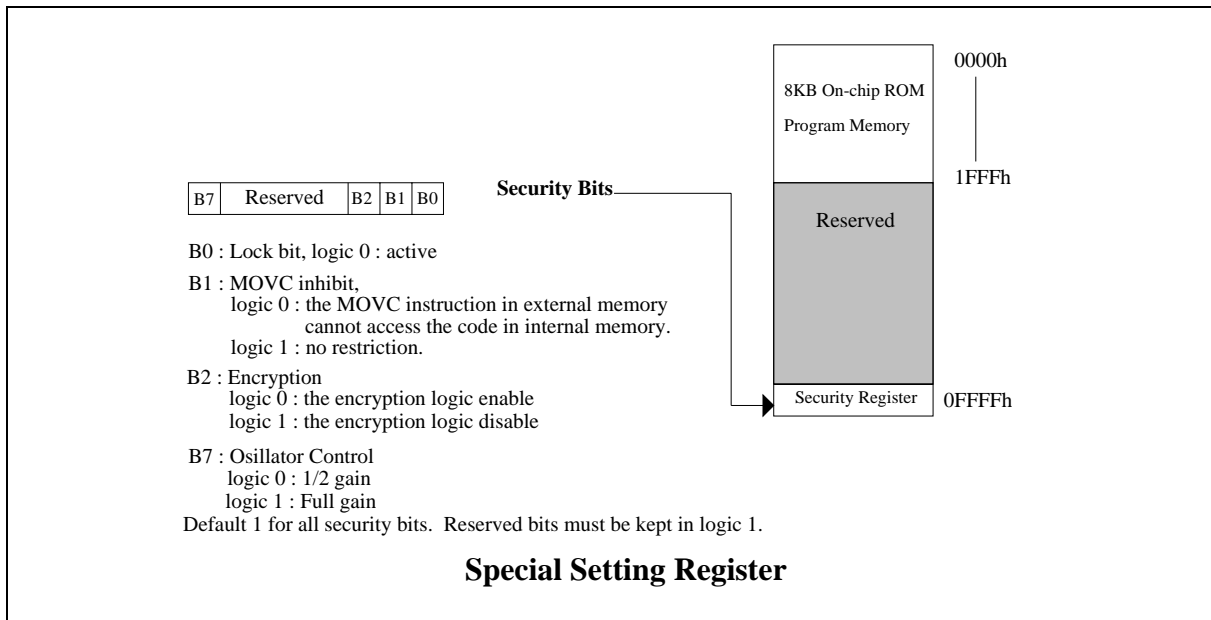 0000h
8KB On-chip ROM
Program Memory
1FFFh
B7 Reserved B2 B1 B0
Security Bits
Reserved
B0 : Lock bit, logic 0 : active
B1 : MOVC inhibit,
logic 0 : the MOVC instruction in external memory
cannot access the code in internal memory.
logic 1 : no restriction.
B2 : Encryption
logic 0 : the encryption logic enable
logic 1 : the encryption logic disable
Security Register 0FFFFh
B7 : Osillator Control
logic 0 : 1/2 gain
logic 1 : Full gain
Default 1 for all security bits. Reserved bits must be kept in logic 1.
Special Setting Register